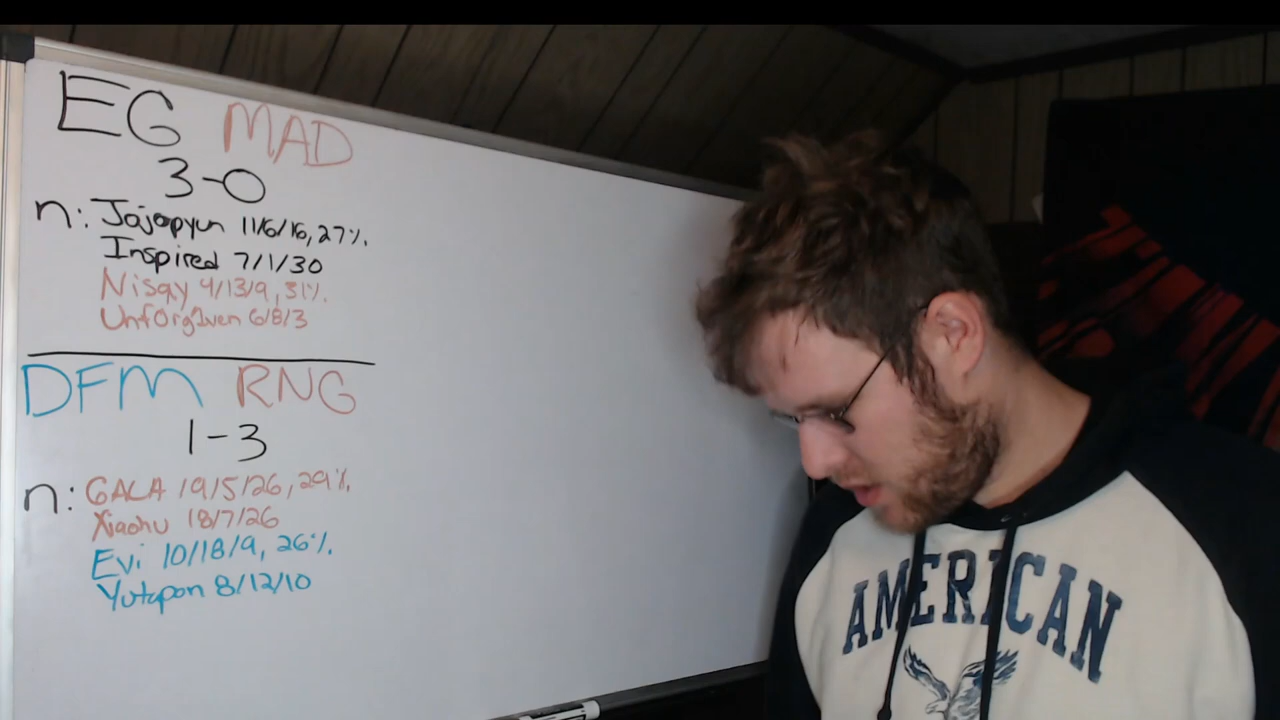 EG MAD
3-0
n: Jojopyun 11/6/16, 27%.
Inspired 7/1/30
Nisqy 4/13/9, 31%.
Unforg1ven 6/8/3
DFM RNG
1-3
n: GALA 19/5/26, 29%.
Xiaohu 18/7/26
Evi 10/18/9, 26%.
Yutapon 8/12/10
AMERICAN